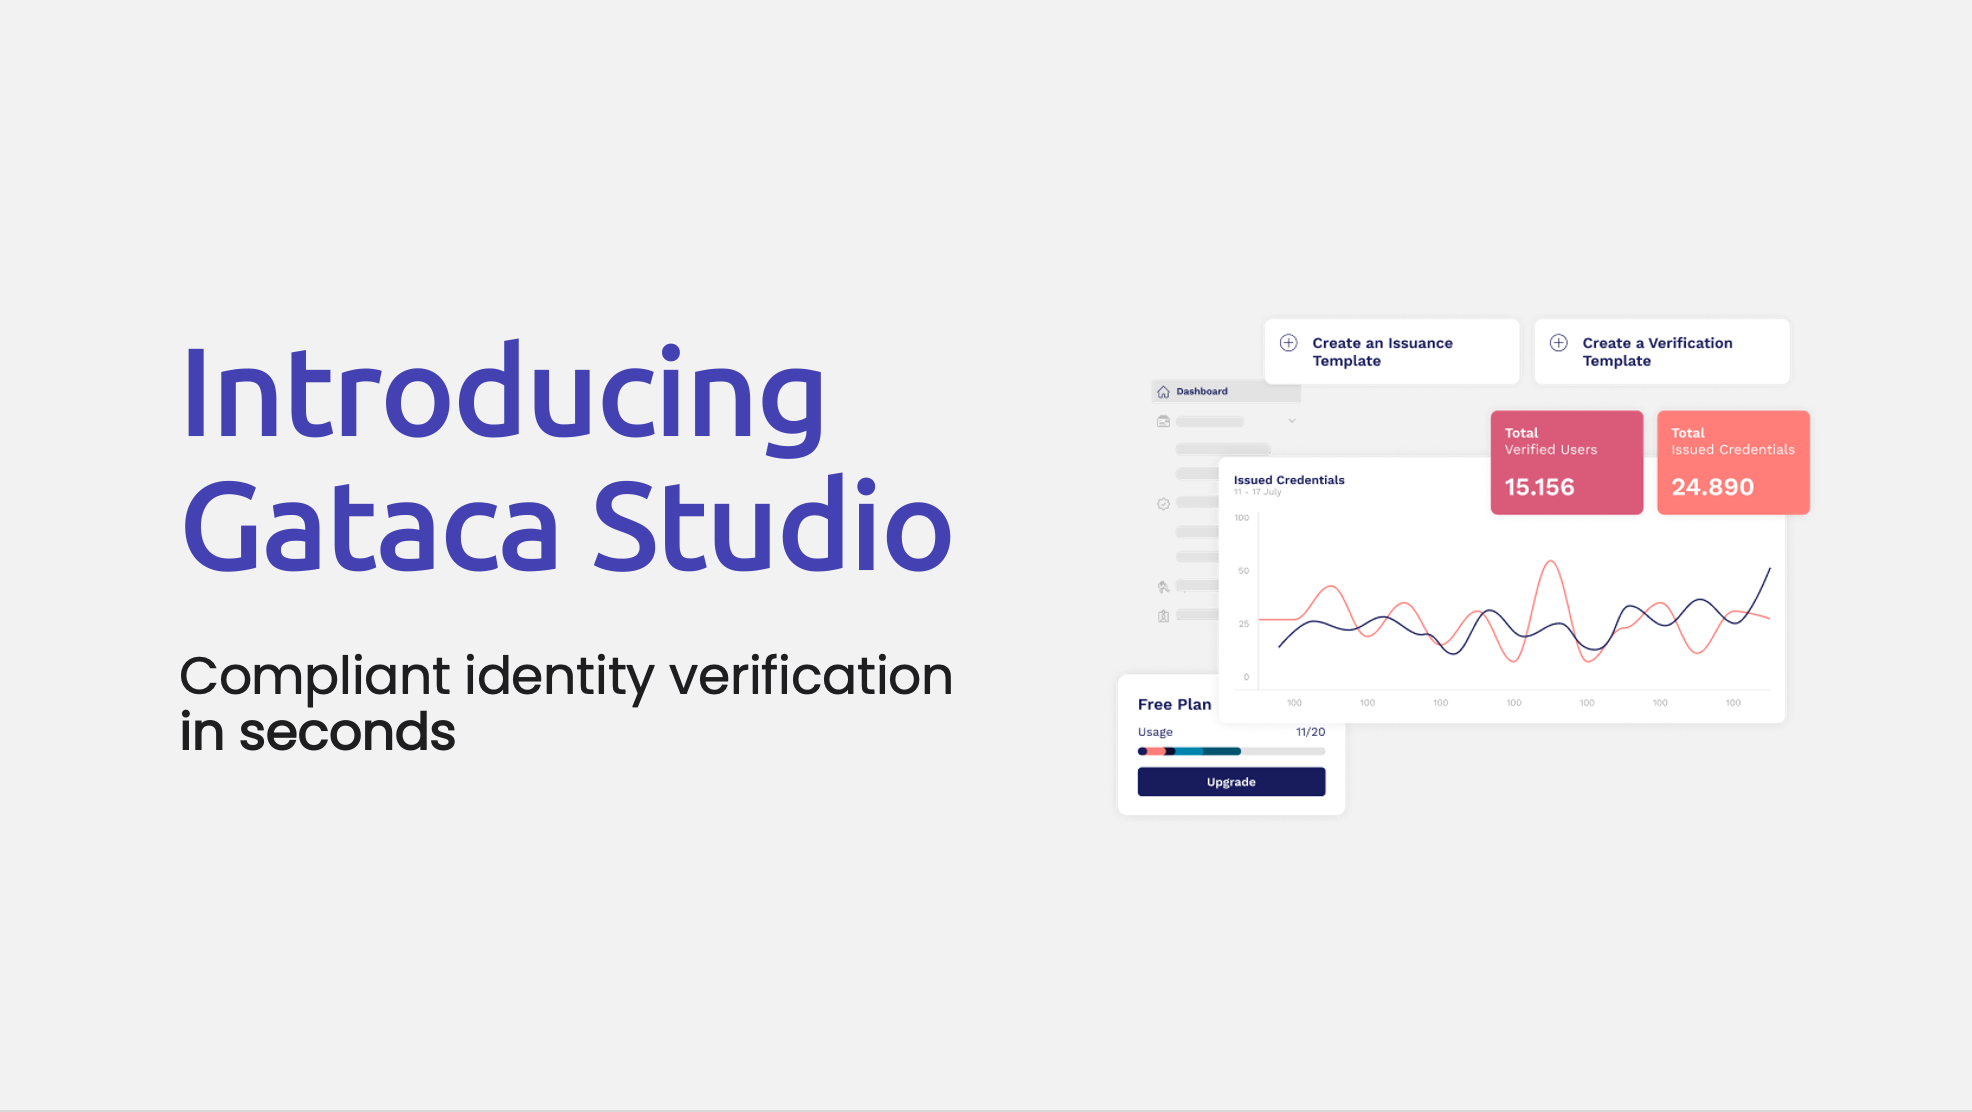 Introducing
Gataca Studio
Compliant identity verification
in seconds
Create an Issuance
Template
Create a Verification
Template
Dashboard
Total
Verified Users
15.156
Total
Issued Credentials
24.890
Issued Credentials
11 - 17 July
100
50
25
0
100 100 100 100 100 100 100
Free Plan
Usage 11/20
Upgrade